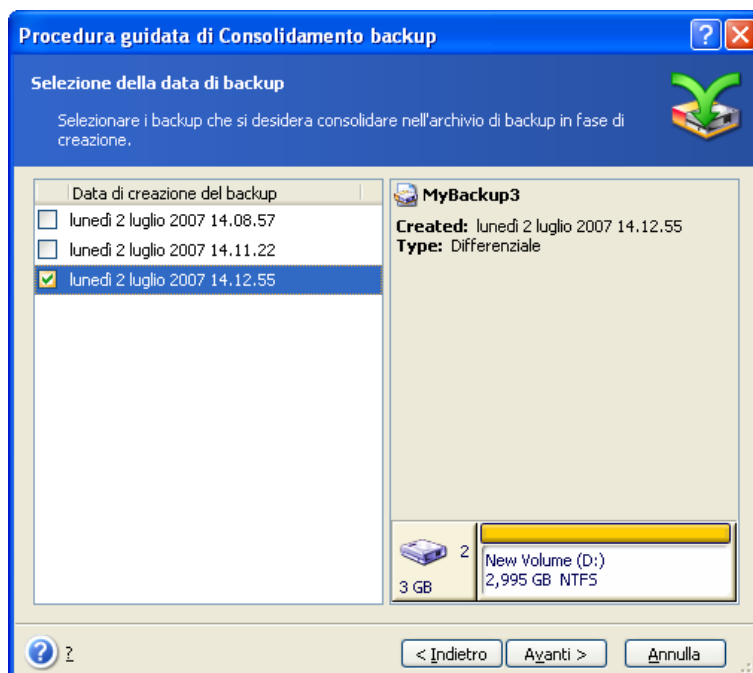 Procedura guidata di Consolidamento backup
Selezione della data di backup
Selezionare i backup che si desidera consolidare nell'archivio di backup in fase di
creazione.
Data di creazione del backup
lunedì 2 luglio 2007 14.08.57
lunedì 2 luglio 2007 14.11.22
lunedì 2 luglio 2007 14.12.55
MyBackup3
Created: lunedì 2 luglio 2007 14.12.55
Type: Differenziale
2
3 GB
New Volume (D:)
2,995 GB NTFS
?
< Indietro
Avanti >
Annulla